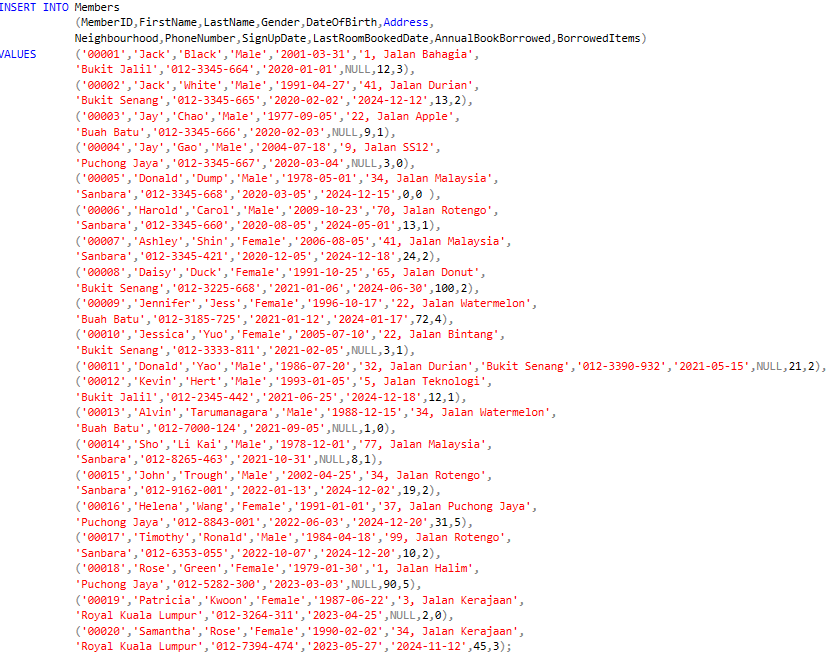 INSERT INTO Members
(MemberID,FirstName,LastName,Gender,DateOfBirth,Address,
Neighbourhood,PhoneNumber,SignUpDate,LastRoomBookedDate,AnnualBookBorrowed,BorrowedItems)
VALUES ('00001','Jack','Black','Male','2001-03-31','1, Jalan Bahagia',
'Bukit Jalil','012-3345-664','2020-01-01',NULL,12,3),
('00002','Jack','White','Male','1991-04-27','41, Jalan Durian',
'Bukit Senang','012-3345-665','2020-02-02','2024-12-12',13,2),
('00003','Jay','Chao','Male','1977-09-05','22, Jalan Apple',
'Buah Batu','012-3345-666','2020-02-03',NULL,9,1),
('00004','Jay','Gao','Male','2004-07-18','9, Jalan SS12',
'Puchong Jaya','012-3345-667','2020-03-04',NULL,3,0),
('00005','Donald','Dump','Male','1978-05-01','34, Jalan Malaysia',
'Sanbara','012-3345-668','2020-03-05','2024-12-15',0,0 ),
('00006','Harold','Carol','Male','2009-10-23','70, Jalan Rotengo',
'Sanbara','012-3345-660','2020-08-05','2024-05-01',13,1),
('00007','Ashley','Shin','Female','2006-08-05','41, Jalan Malaysia',
'Sanbara','012-3345-421','2020-12-05','2024-12-18',24,2),
('00008','Daisy','Duck','Female','1991-10-25','65, Jalan Donut',
'Bukit Senang','012-3225-668','2021-01-06','2024-06-30',100,2),
('00009','Jennifer','Jess','Female','1996-10-17','22, Jalan Watermelon',
'Buah Batu','012-3185-725','2021-01-12','2024-01-17',72,4),
('00010','Jessica','Yuo','Female','2005-07-10','22, Jalan Bintang',
'Bukit Senang','012-3333-811','2021-02-05',NULL,3,1),
('00011','Donald','Yao','Male','1986-07-20','32, Jalan Durian','Bukit Senang','012-3390-932','2021-05-15',NULL,21,2),
('00012','Kevin','Hert','Male','1993-01-05','5, Jalan Teknologi',
'Bukit Jalil','012-2345-442','2021-06-25','2024-12-18',12,1),
('00013','Alvin','Tarumanagara','Male','1988-12-15','34, Jalan Watermelon',
'Buah Batu','012-7000-124','2021-09-05',NULL,1,0),
('00014','Sho','Li Kai','Male','1978-12-01','77, Jalan Malaysia',
'Sanbara','012-8265-463','2021-10-31',NULL,8,1),
('00015','John','Trough','Male','2002-04-25','34, Jalan Rotengo',
'Sanbara','012-9162-001','2022-01-13','2024-12-02',19,2),
('00016','Helena','Wang','Female','1991-01-01','37, Jalan Puchong Jaya',
'Puchong Jaya','012-8843-001','2022-06-03','2024-12-20',31,5),
('00017','Timothy','Ronald','Male','1984-04-18','99, Jalan Rotengo',
'Sanbara','012-6353-055','2022-10-07','2024-12-20',10,2),
('00018','Rose','Green','Female','1979-01-30','1, Jalan Halim',
'Puchong Jaya','012-5282-300','2023-03-03',NULL,90,5),
('00019','Patricia','Kwoon','Female','1987-06-22','3, Jalan Kerajaan',
'Royal Kuala Lumpur','012-3264-311','2023-04-25',NULL,2,0),
('00020','Samantha','Rose','Female','1990-02-02','34, Jalan Kerajaan',
'Royal Kuala Lumpur','012-7394-474','2023-05-27','2024-11-12',45,3);